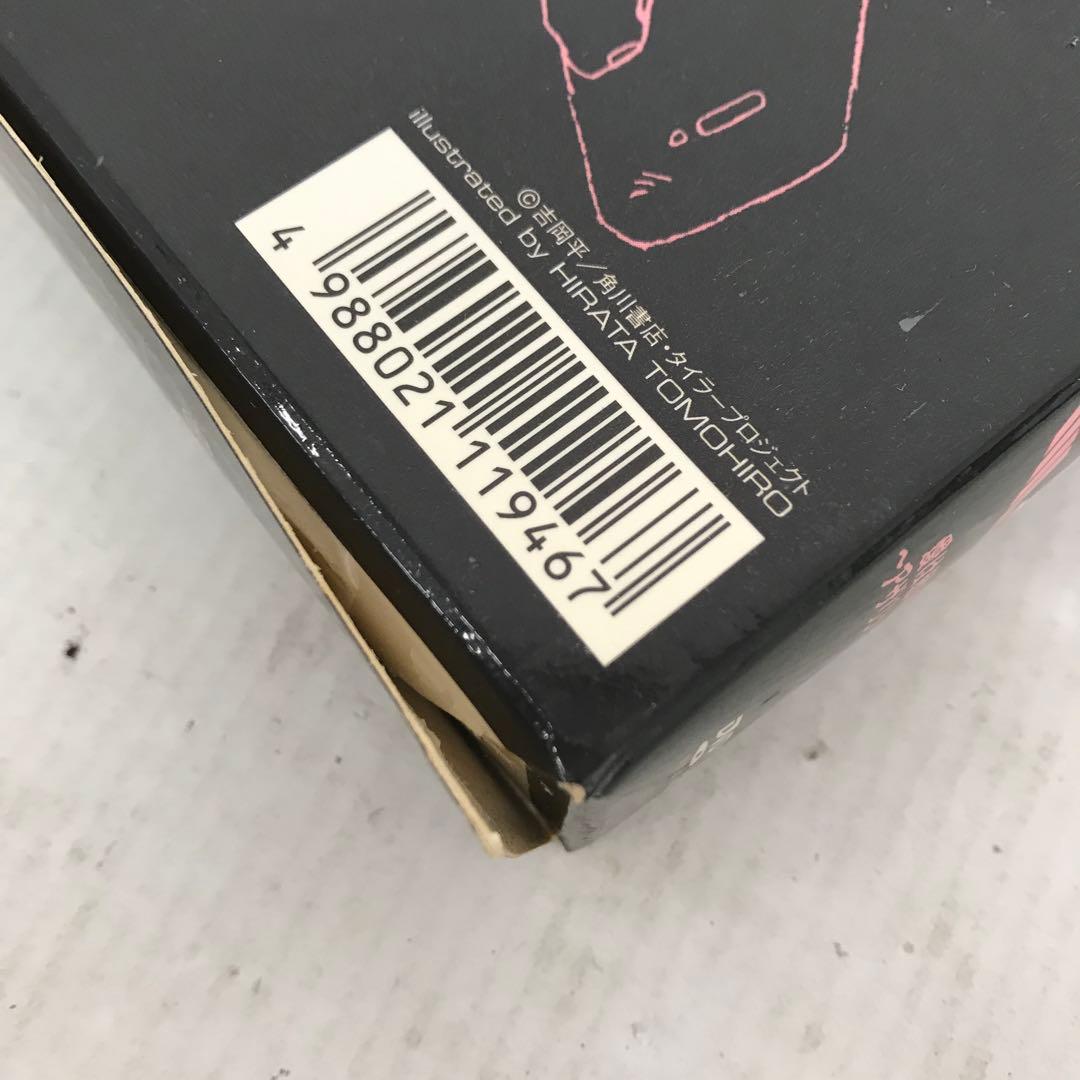 ©吉岡平／角川書店・タイラープロジェクト
illustrated by HIRATA TOMOHIRO
4 988021 119467